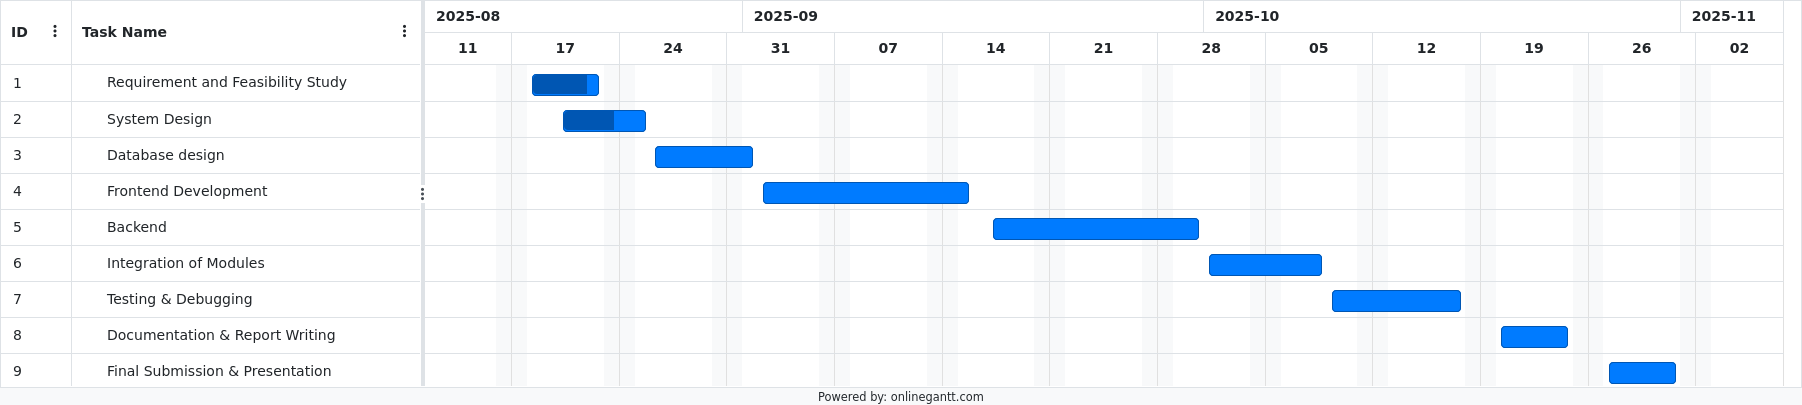 ID Task Name 2025-08 2025-09 2025-10 2025-11
11 17 24 31 07 14 21 28 05 12 19 26 02
1 Requirement and Feasibility Study
2 System Design
3 Database design
4 Frontend Development
5 Backend
6 Integration of Modules
7 Testing & Debugging
8 Documentation & Report Writing
9 Final Submission & Presentation
Powered by: onlinegantt.com